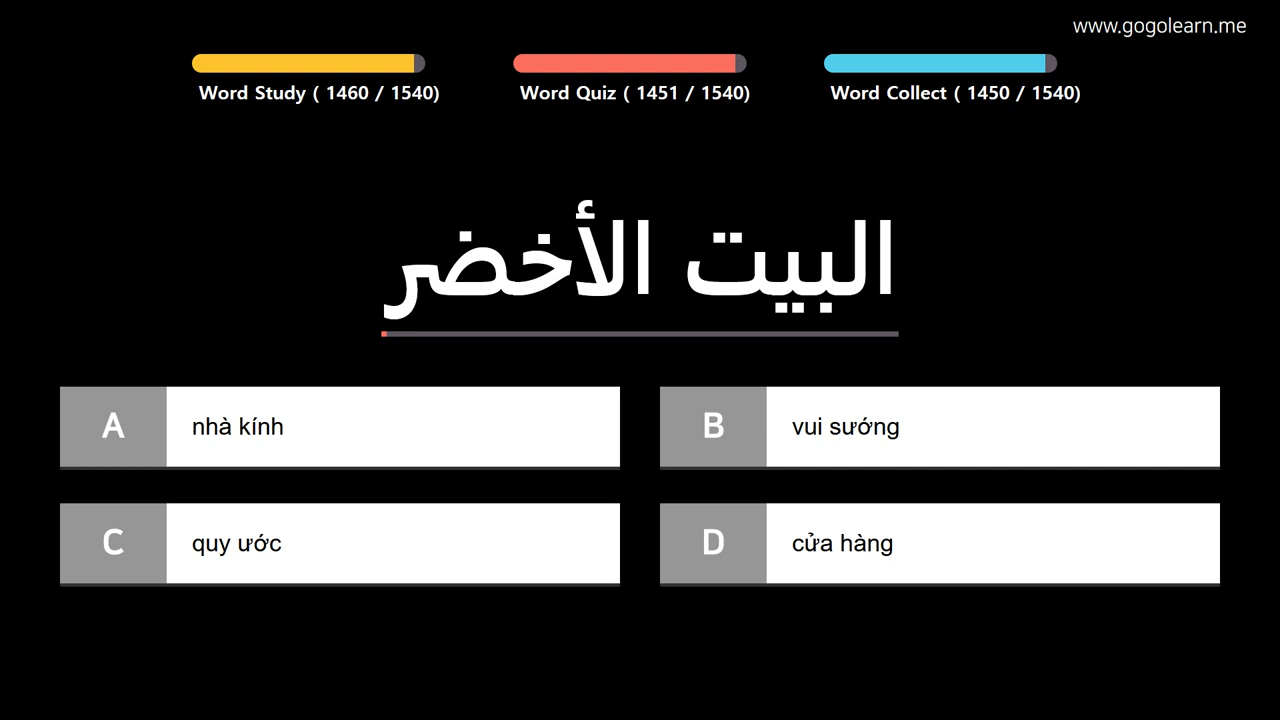 www.gogolearn.me
Word Study ( 1460 / 1540)
Word Quiz ( 1451 / 1540)
Word Collect ( 1450 / 1540)
البيت الأخضر
A nhà kính
B vui sướng
C quy ước
D cửa hàng